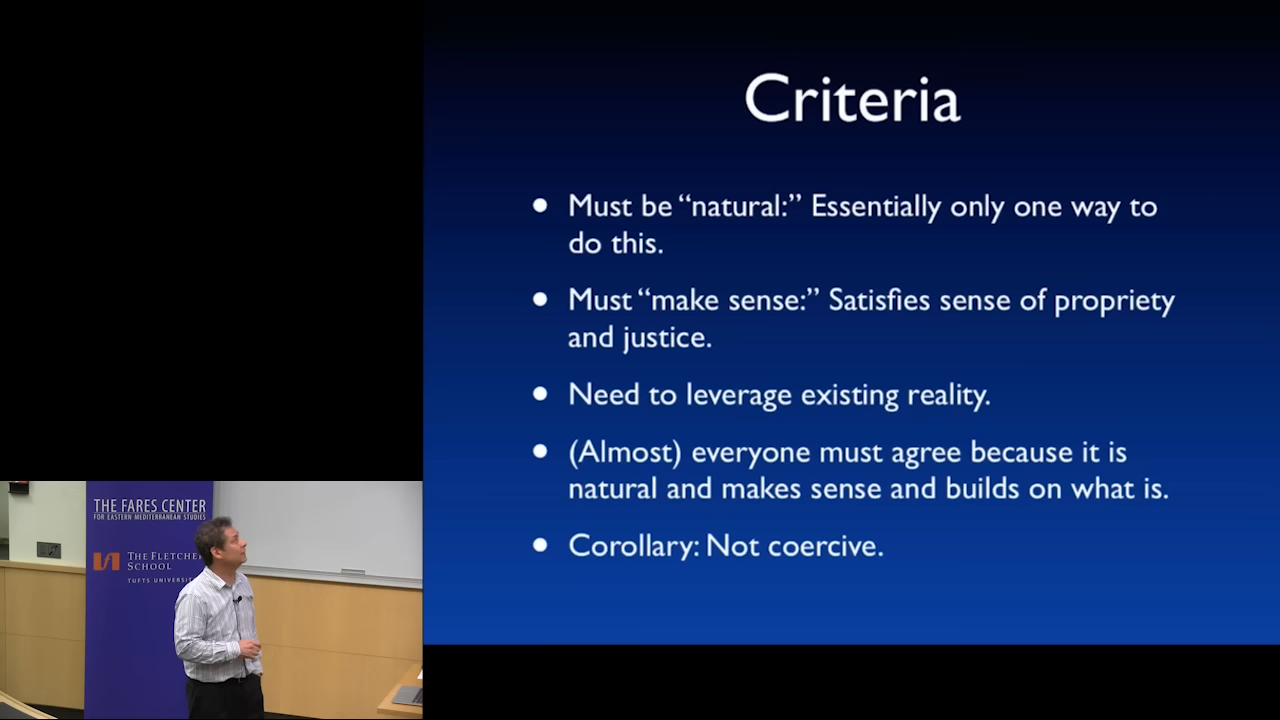 Criteria
• Must be “natural:” Essentially only one way to
do this.
• Must “make sense:” Satisfies sense of propriety
and justice.
• Need to leverage existing reality.
• (Almost) everyone must agree because it is
natural and makes sense and builds on what is.
• Corollary: Not coercive.
THE FARES CENTER
FOR EASTERN MEDITERRANEAN STUDIES
THE FLETCHER
SCHOOL
TUFTS UNIVERSIT